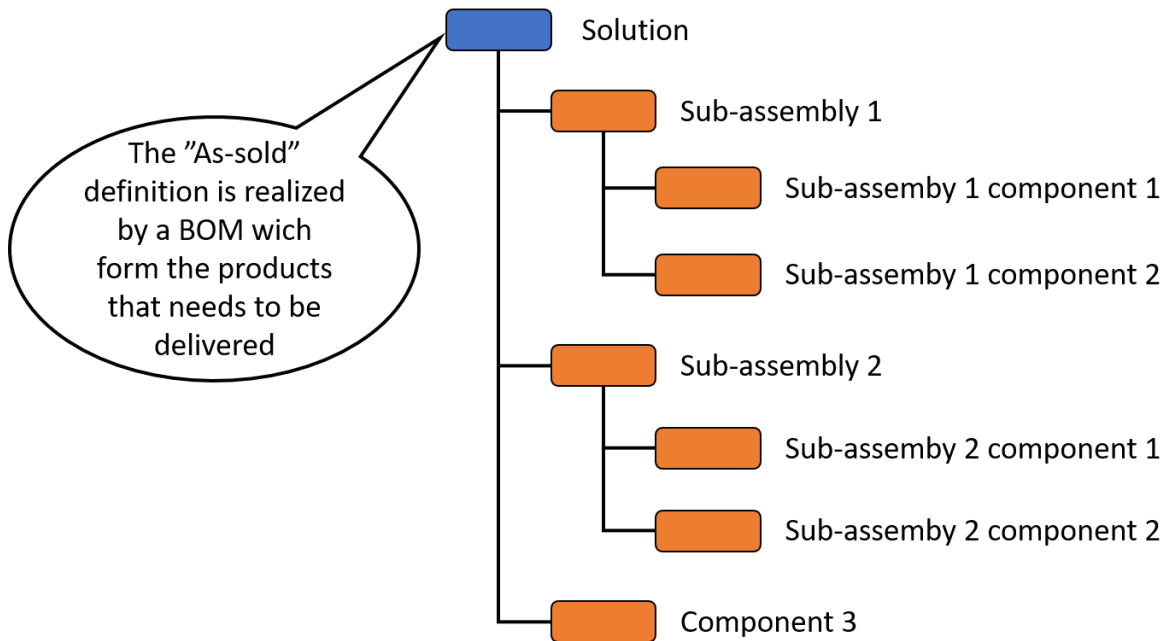 Solution
Sub-assembly 1
The ”As-sold”
definition is realized
by a BOM wich
form the products
that needs to be
delivered
Sub-assemby 1 component 1
Sub-assemby 1 component 2
Sub-assembly 2
Sub-assemby 2 component 1
Sub-assemby 2 component 2
Component 3